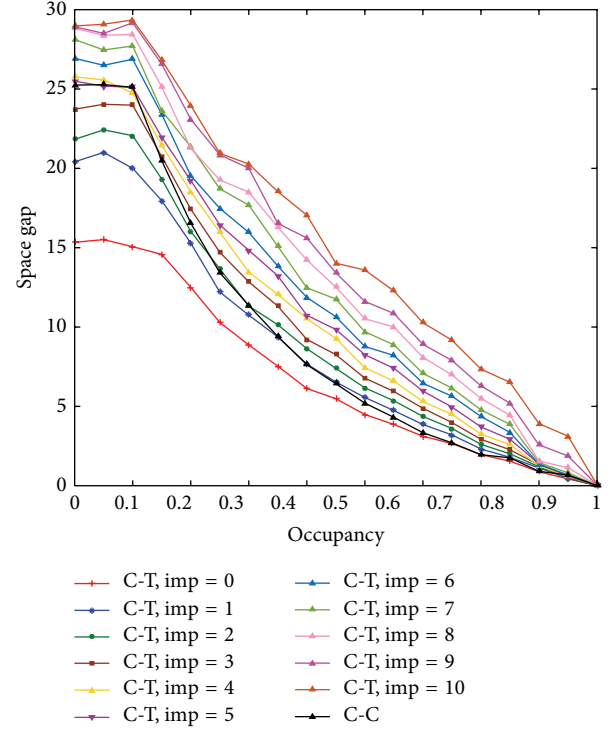 30
25
20
15
10
5
0
Space gap
0 0.1 0.2 0.3 0.4 0.5 0.6 0.7 0.8 0.9 1
Occupancy
C-T, imp = 0 C-T, imp = 6
C-T, imp = 1 C-T, imp = 7
C-T, imp = 2 C-T, imp = 8
C-T, imp = 3 C-T, imp = 9
C-T, imp = 4 C-T, imp = 10
C-T, imp = 5 C-C